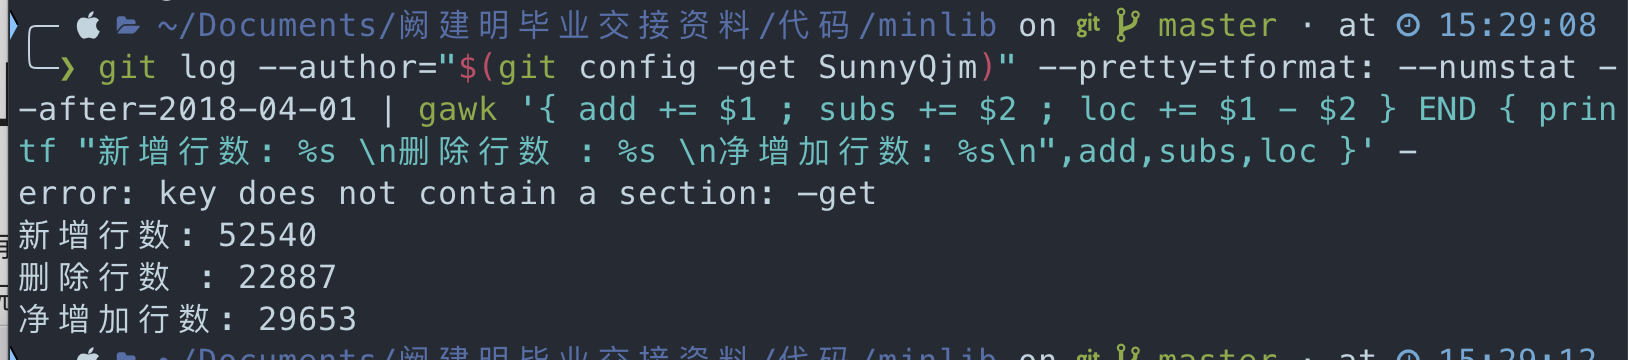 ~/Documents/阙建明毕业交接资料/代码/minlib on git master · at 15:29:08
❯ git log --author="$(git config —get SunnyQjm)" --pretty=tformat: --numstat -
-after=2018-04-01 | gawk '{ add += $1 ; subs += $2 ; loc += $1 - $2 } END { prin
tf "新增行数: %s \n删除行数 : %s \n净增加行数: %s\n",add,subs,loc }' -
error: key does not contain a section: —get
新增行数: 52540
删除行数 : 22887
净增加行数: 29653
~/Documents/阙建明毕业交接资料/代码/minlib on git master · at 15:29:12